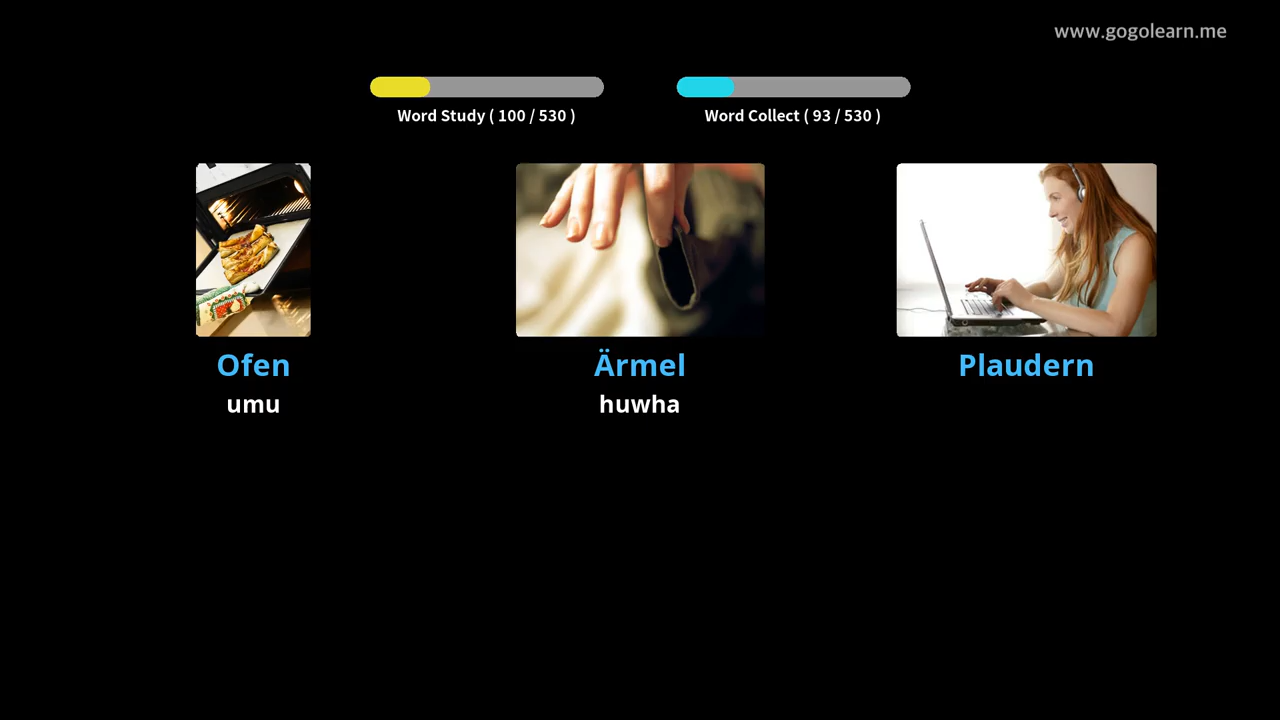 www.gogolearn.me
Word Study ( 100 / 530 )
Word Collect ( 93 / 530 )
Ofen
umu
Ärmel
huwha
Plaudern